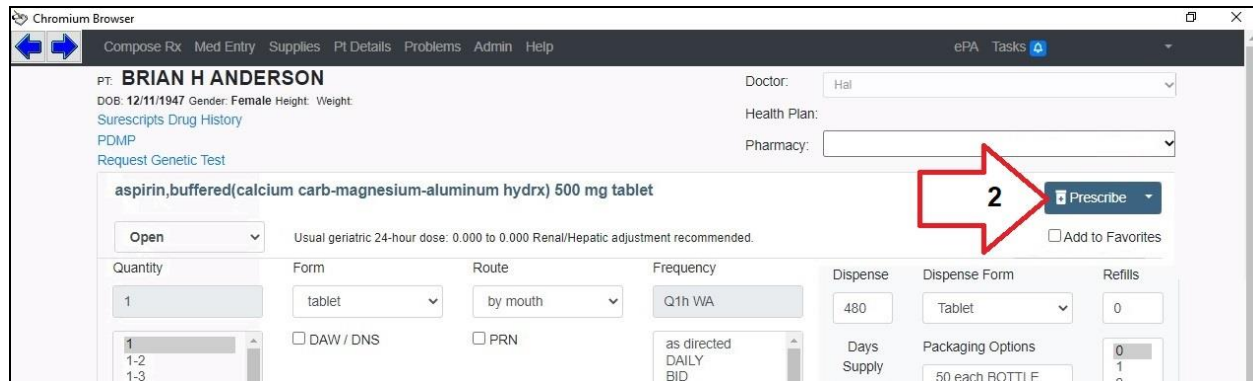 Chromium Browser
Compose Rx Med Entry Supplies Pt Details Problems Admin Help ePA Tasks
PT: BRIAN H ANDERSON
DOB: 12/11/1947 Gender: Female Height: Weight:
Surescripts Drug History
PDMP
Request Genetic Test
Doctor: Hal
Health Plan:
Pharmacy:
aspirin,buffered(calcium carb-magnesium-aluminum hydrx) 500 mg tablet
2
Prescribe
Open
Usual geriatric 24-hour dose: 0.000 to 0.000 Renal/Hepatic adjustment recommended.
Add to Favorites
Quantity Form Route Frequency Dispense Dispense Form Refills
1 tablet by mouth Q1h WA 480 Tablet 0
1
1-2
1-3
DAW / DNS
PRN
as directed
DAILY
BID
Days
Supply
Packaging Options
50 each BOTTLE
0
1